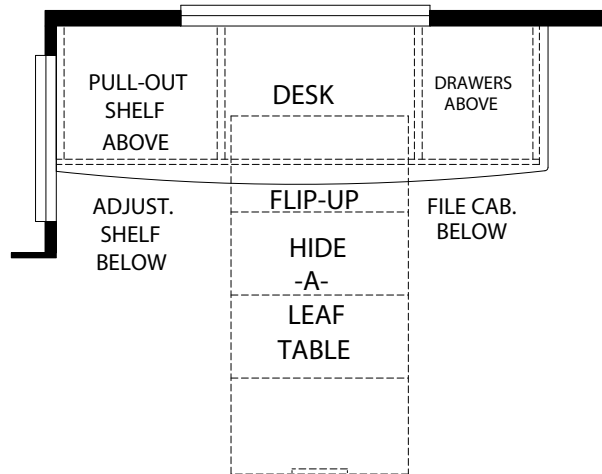 PULL-OUT
SHELF
ABOVE
DESK
DRAWERS
ABOVE
ADJUST.
SHELF
BELOW
FLIP-UP
HIDE
-A-
LEAF
TABLE
FILE CAB.
BELOW